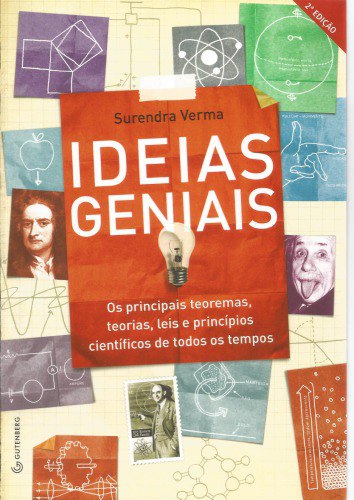 2ª EDIÇÃO
Surendra Verma
IDEIAS
GENIAIS
Os principais teoremas,
teorias, leis e princípios
científicos de todos os tempos
GUTENBERG